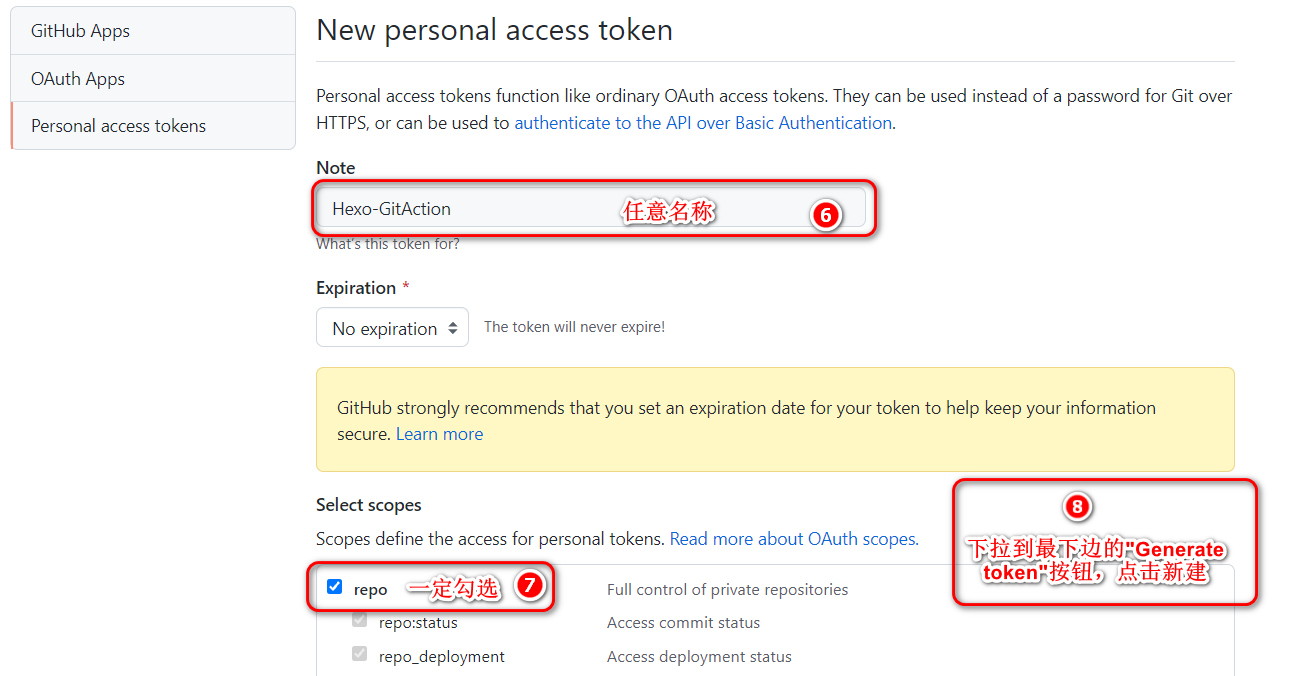 GitHub Apps
OAuth Apps
Personal access tokens
New personal access token
Personal access tokens function like ordinary OAuth access tokens. They can be used instead of a password for Git over
HTTPS, or can be used to authenticate to the API over Basic Authentication.
Note
Hexo-GitAction 任意名称 6
What's this token for?
Expiration *
No expiration The token will never expire!
GitHub strongly recommends that you set an expiration date for your token to help keep your information
secure. Learn more
Select scopes
Scopes define the access for personal tokens. Read more about OAuth scopes.
8
下拉到最下边的"Generate
token"按钮，点击新建
repo 一定勾选 7 Full control of private repositories
repo:status Access commit status
repo_deployment Access deployment status